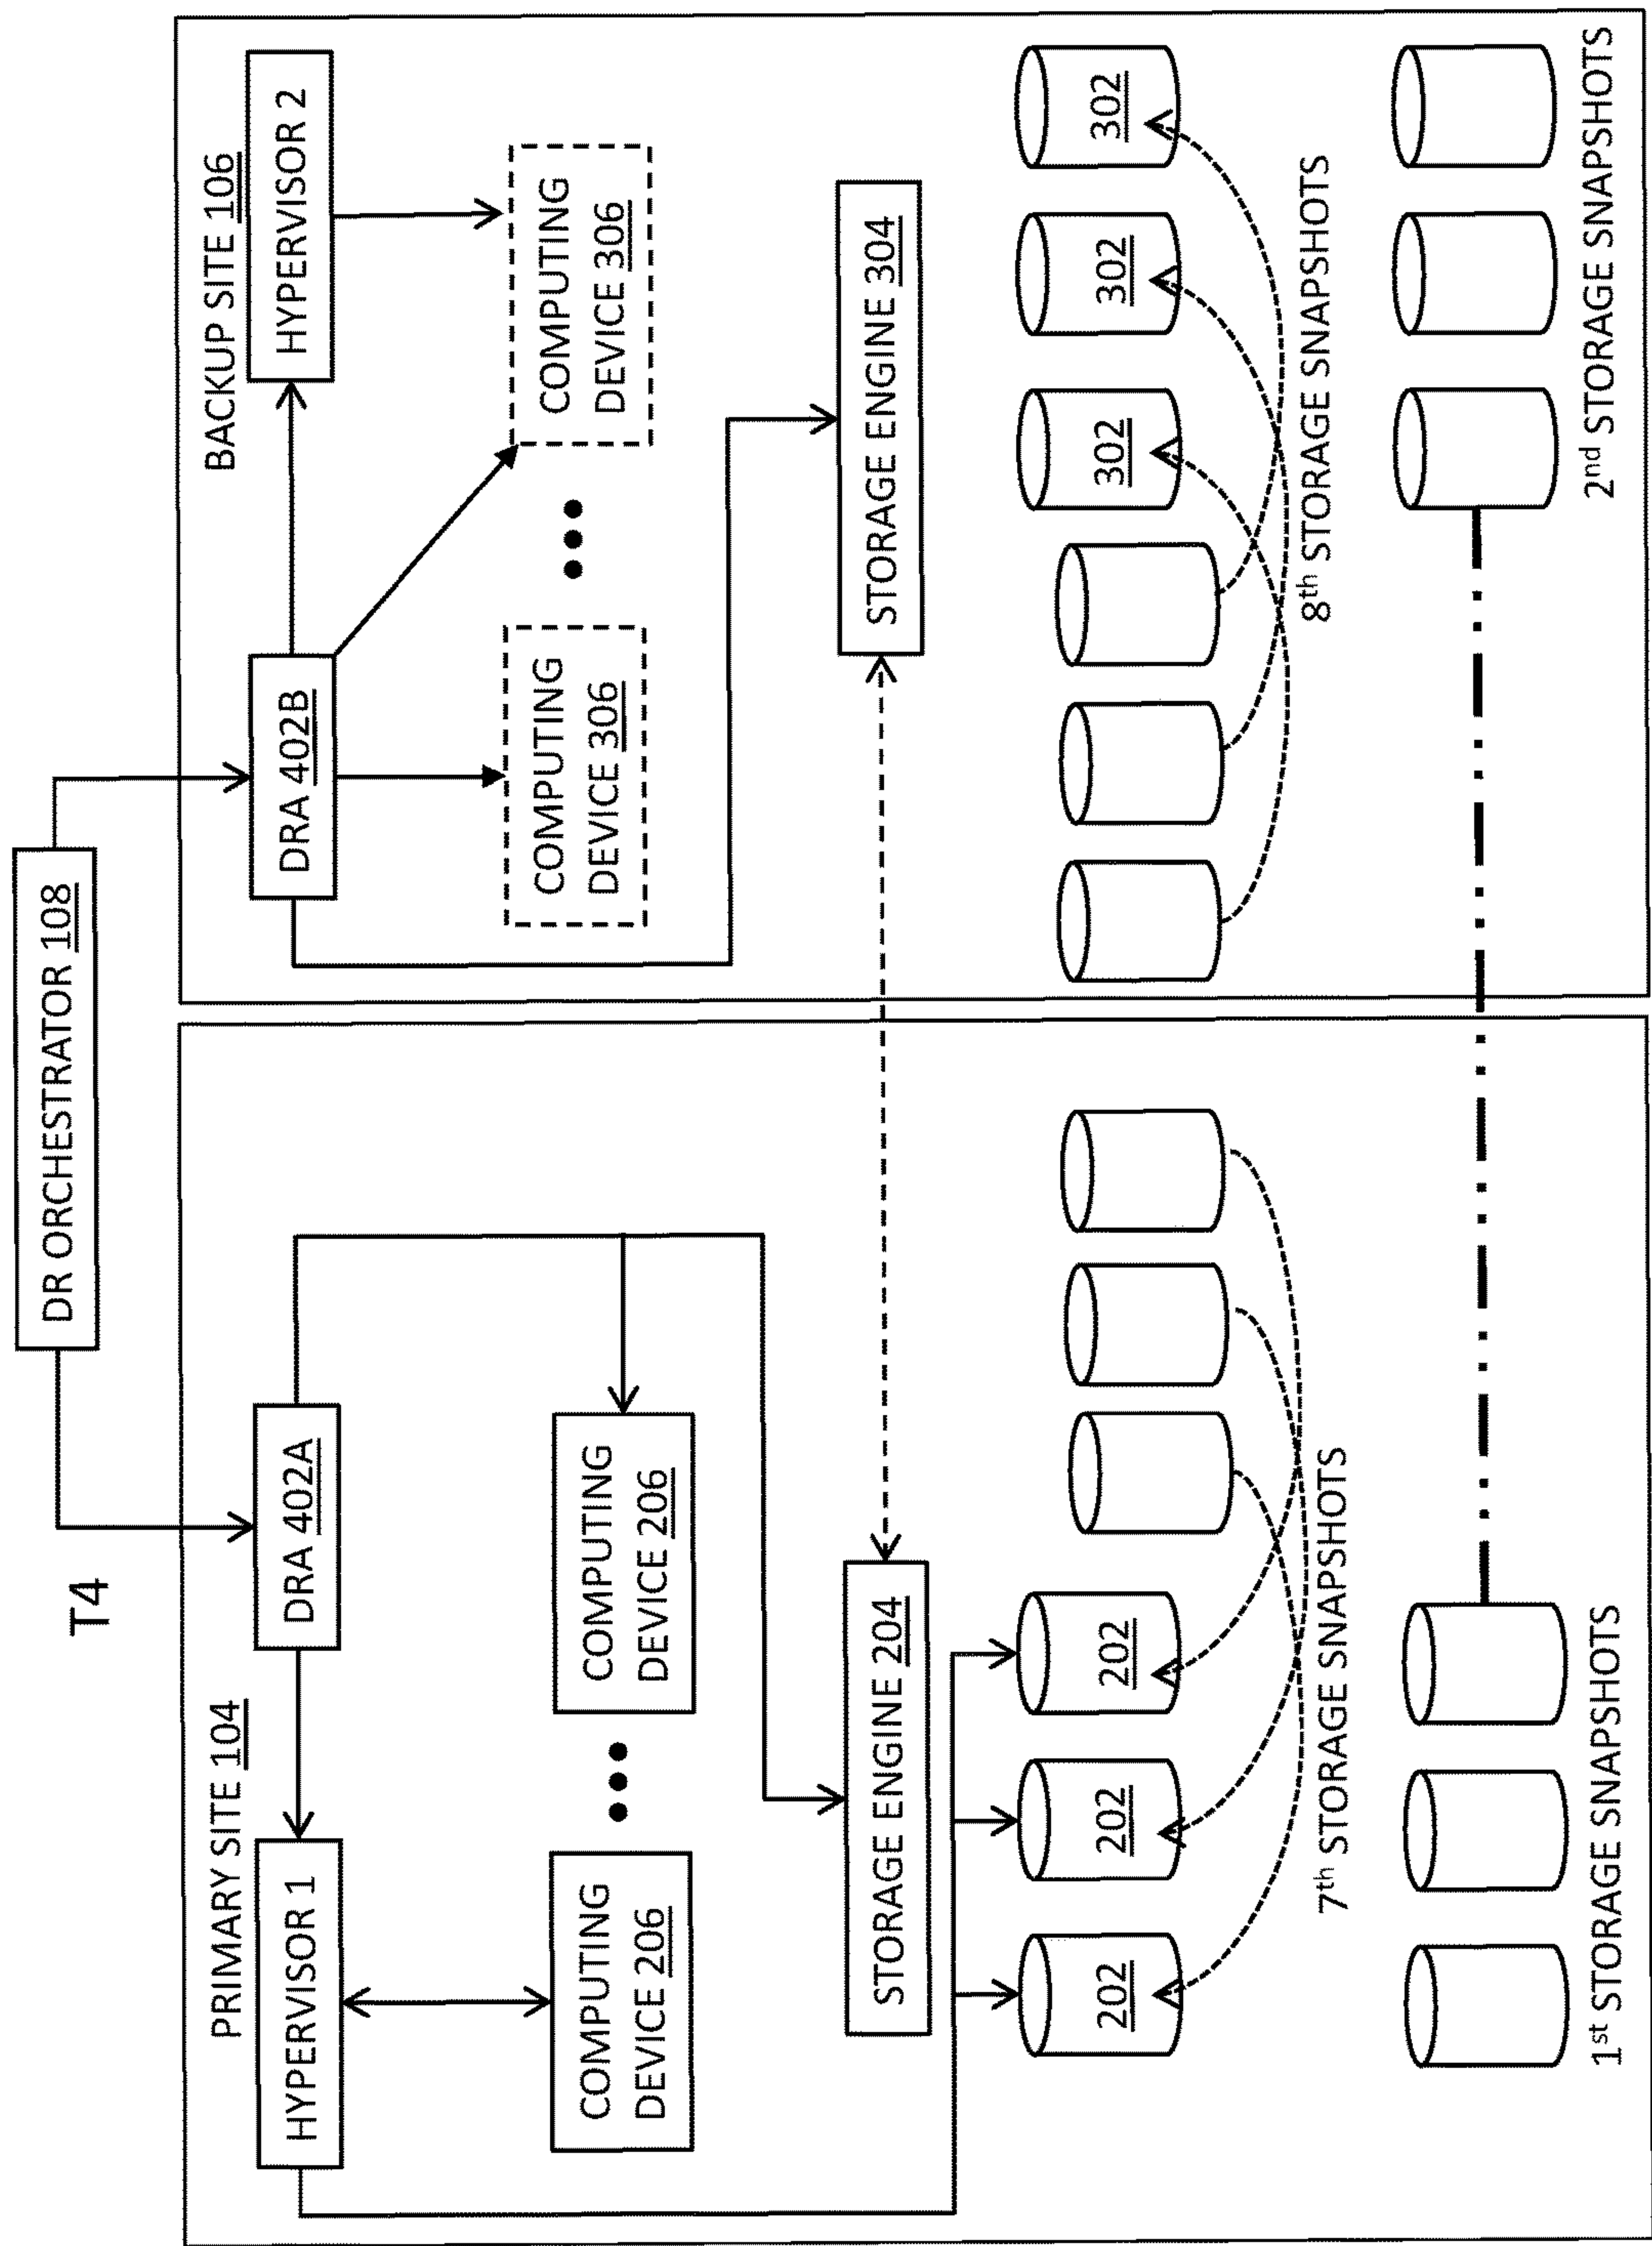 T4
DR ORCHESTRATOR 108
PRIMARY SITE 104
HYPERVISOR 1
DRA 402A
COMPUTING
DEVICE 206
COMPUTING
DEVICE 206
STORAGE ENGINE 204
202
202
202
7th STORAGE SNAPSHOTS
1st STORAGE SNAPSHOTS
BACKUP SITE 106
DRA 402B
HYPERVISOR 2
COMPUTING
DEVICE 306
COMPUTING
DEVICE 306
STORAGE ENGINE 304
302
302
302
8th STORAGE SNAPSHOTS
2nd STORAGE SNAPSHOTS